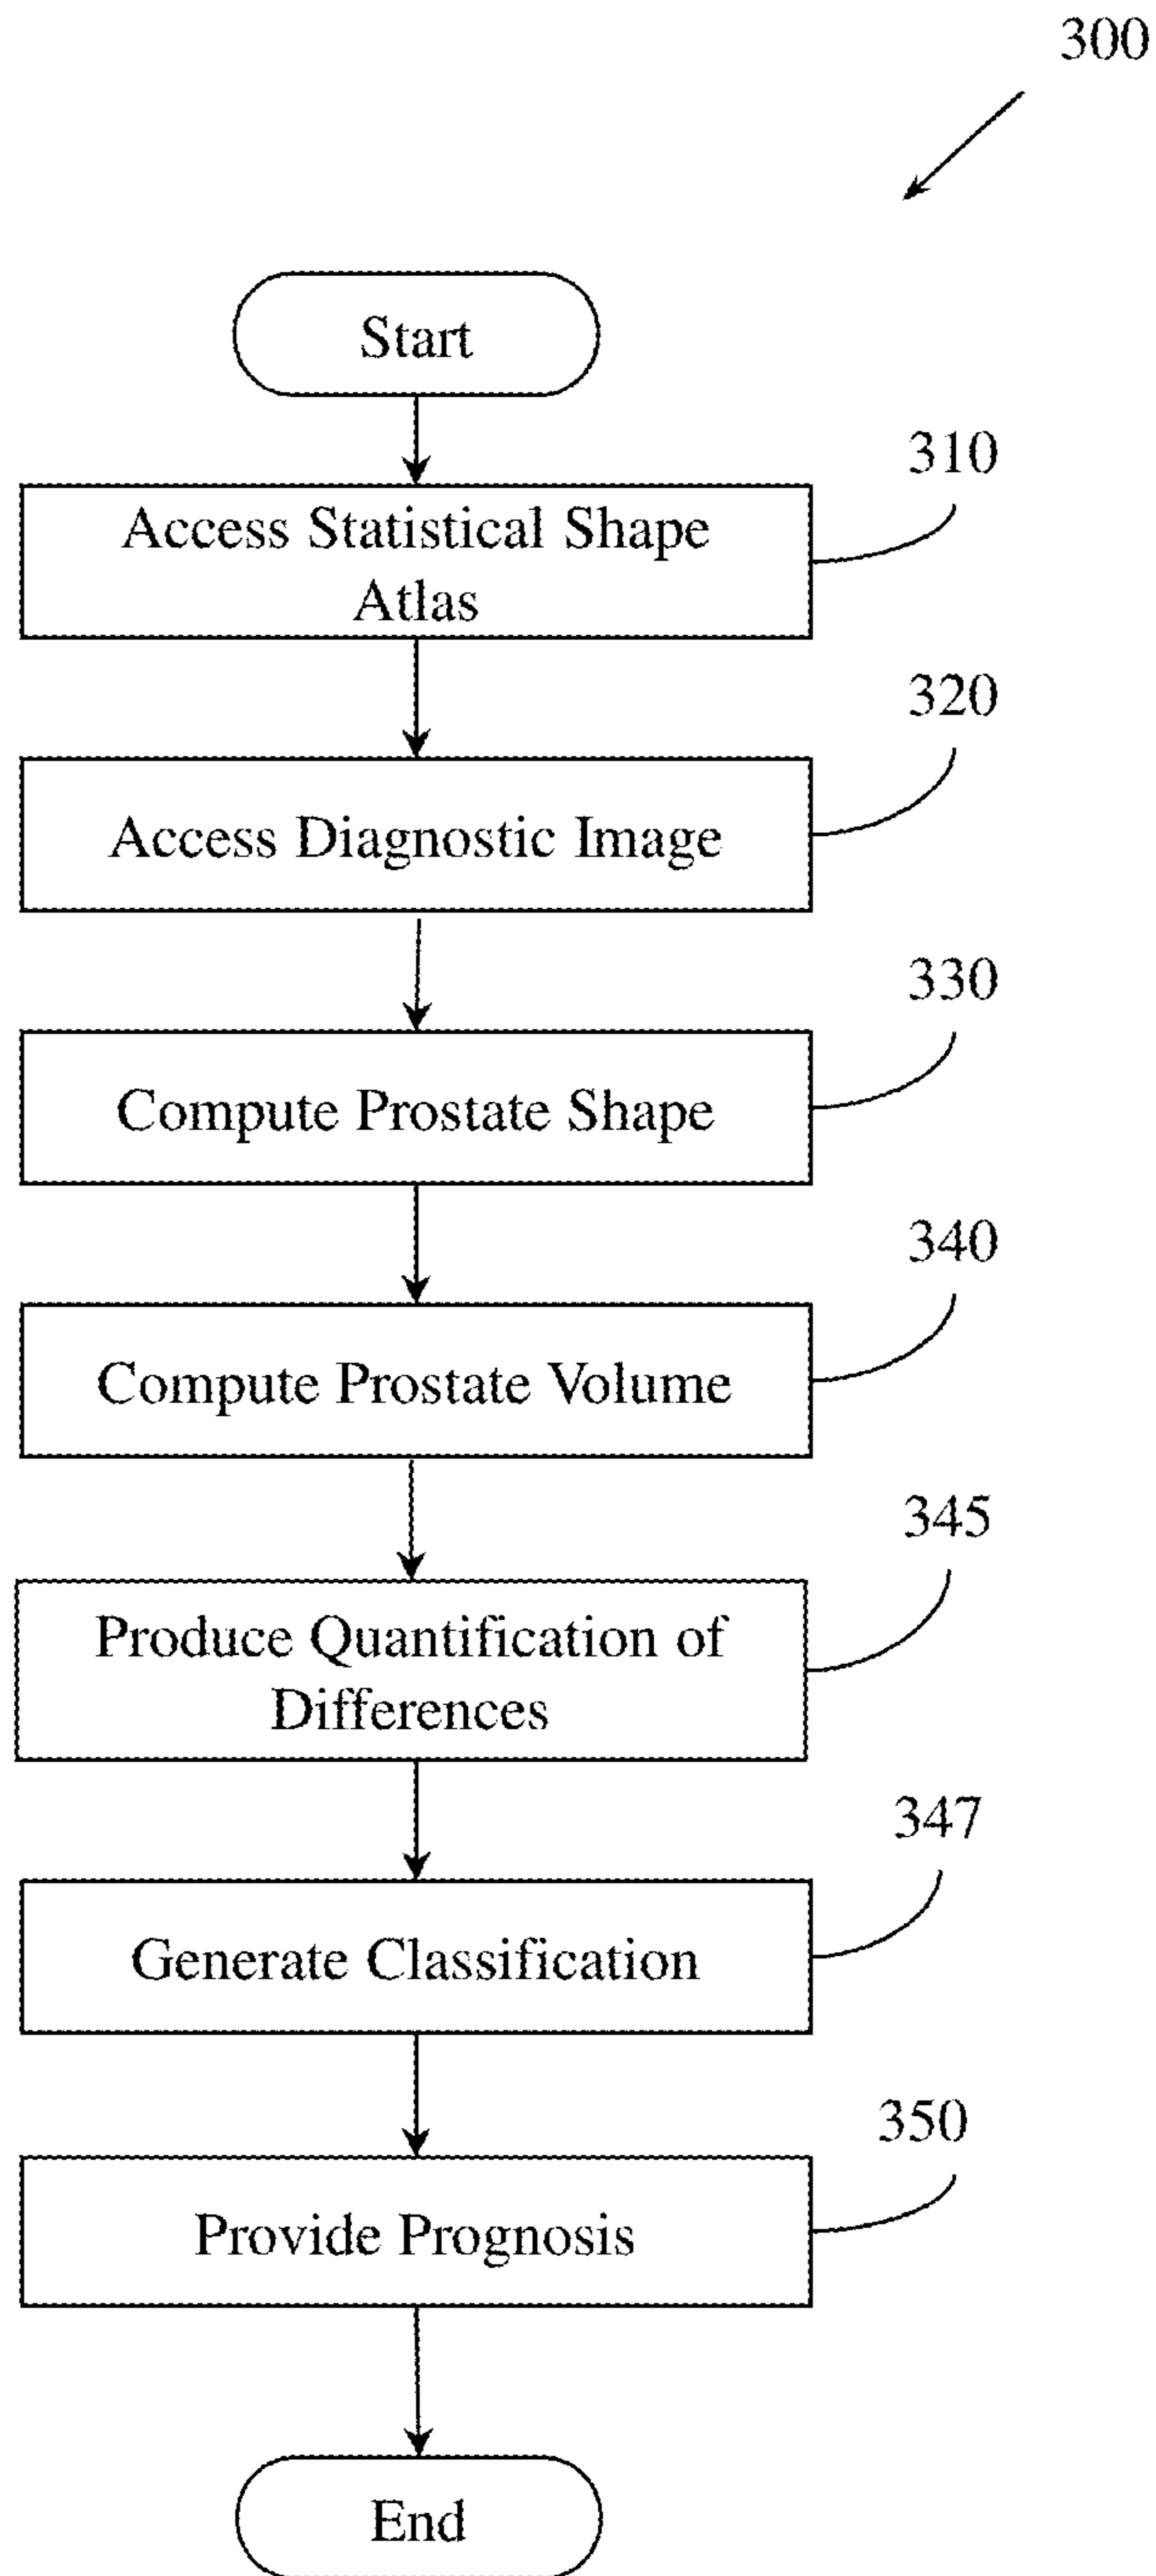 300
Start
310
Access Statistical Shape
Atlas
320
Access Diagnostic Image
330
Compute Prostate Shape
340
Compute Prostate Volume
345
Produce Quantification of
Differences
347
Generate Classification
350
Provide Prognosis
End